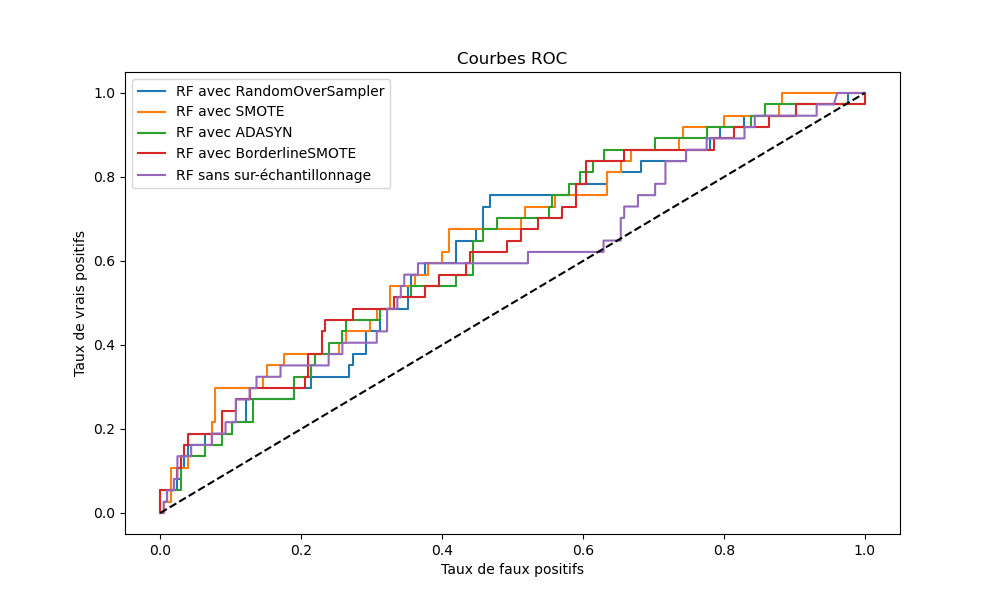 Courbes ROC
RF avec RandomOverSampler
RF avec SMOTE
RF avec ADASYN
RF avec BorderlineSMOTE
RF sans sur-échantillonnage
Taux de vrais positifs
1.0
0.8
0.6
0.4
0.2
0.0
0.0 0.2 0.4 0.6 0.8 1.0
Taux de faux positifs